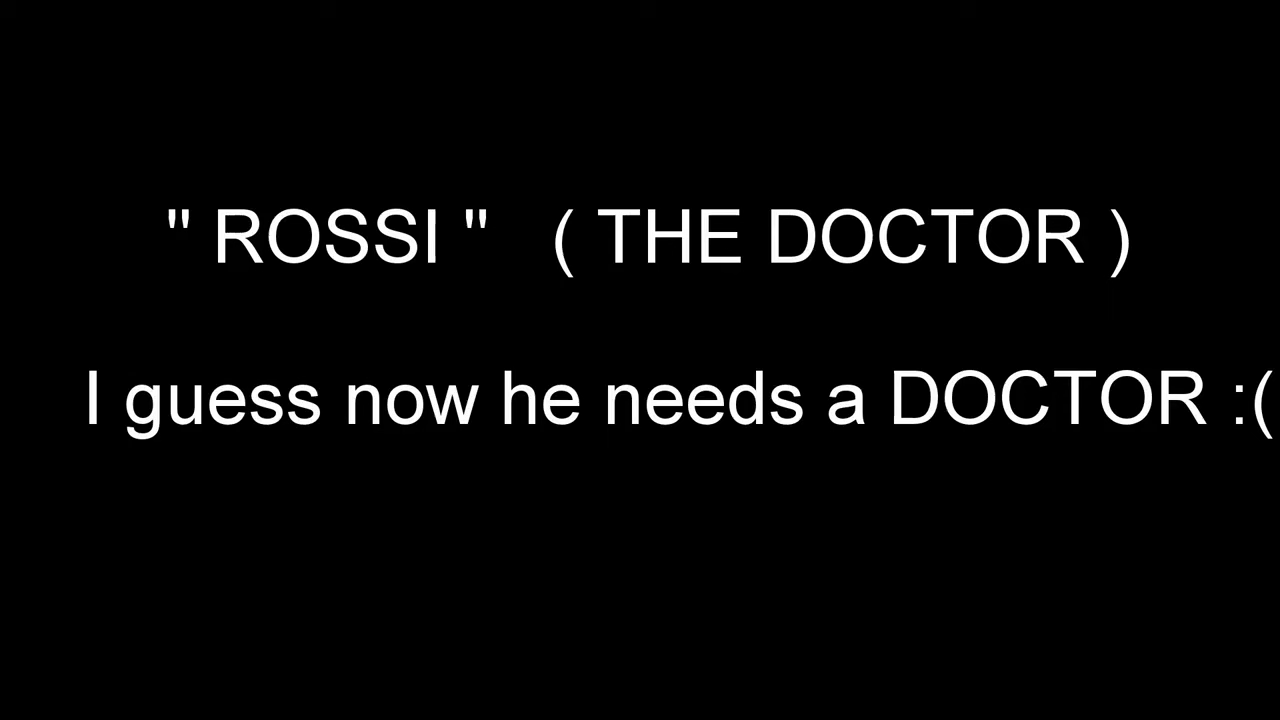 " ROSSI " ( THE DOCTOR )
I guess now he needs a DOCTOR :(